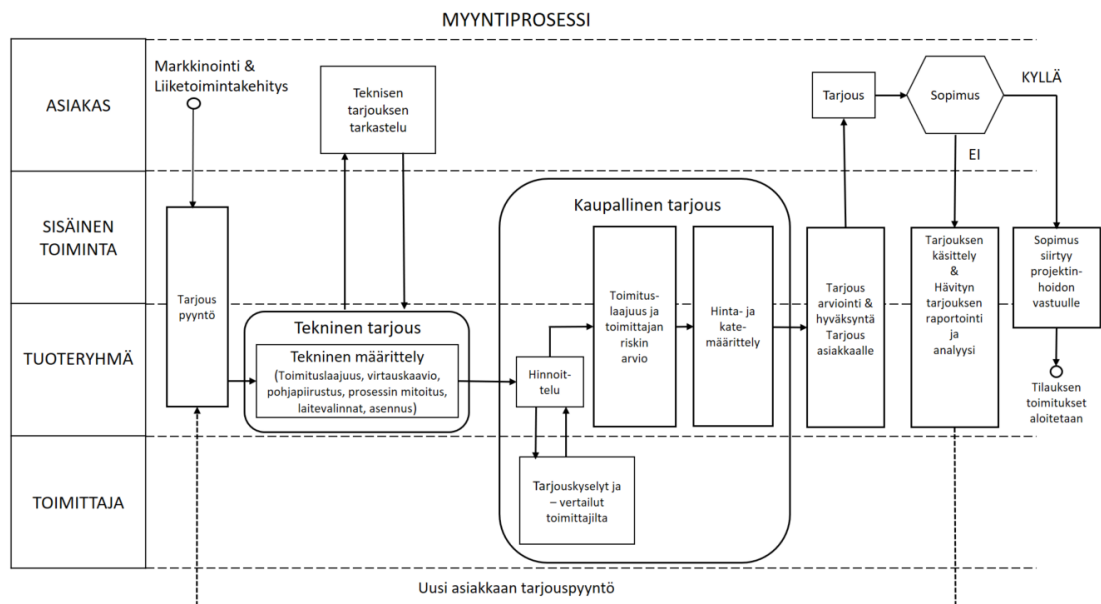 MYYNTIPROSESSI
ASIAKAS
Markkinointi &
Liiketoimintakehitys
Teknisen
tarjouksen
tarkastelu
Tarjous
Sopimus
KYLLÄ
EI
SISÄINEN
TOIMINTA
Kaupallinen tarjous
TUOTERYHMÄ
Tarjous
pyyntö
Tekninen tarjous
Tekninen määrittely
(Toimituslaajuus, virtauskaavio,
pohjapiirustus, prosessin mitoitus,
laitevalinnat, asennus)
Hinnoit-
telu
Toimitus-
laajuus ja
toimittajan
riskin
arvio
Hinta- ja
kate-
määrittely
Tarjous
arviointi &
hyväksyntä
Tarjous
asiakkaalle
Tarjouksen
käsittely
&
Hävityn
tarjouksen
raportointi
ja
analyysi
Sopimus
siirtyy
projektin-
hoidon
vastuulle
Tilauksen
toimitukset
aloitetaan
TOIMITTAJA
Tarjouskyselyt ja
– vertailut
toimittajilta
Uusi asiakkaan tarjouspyyntö